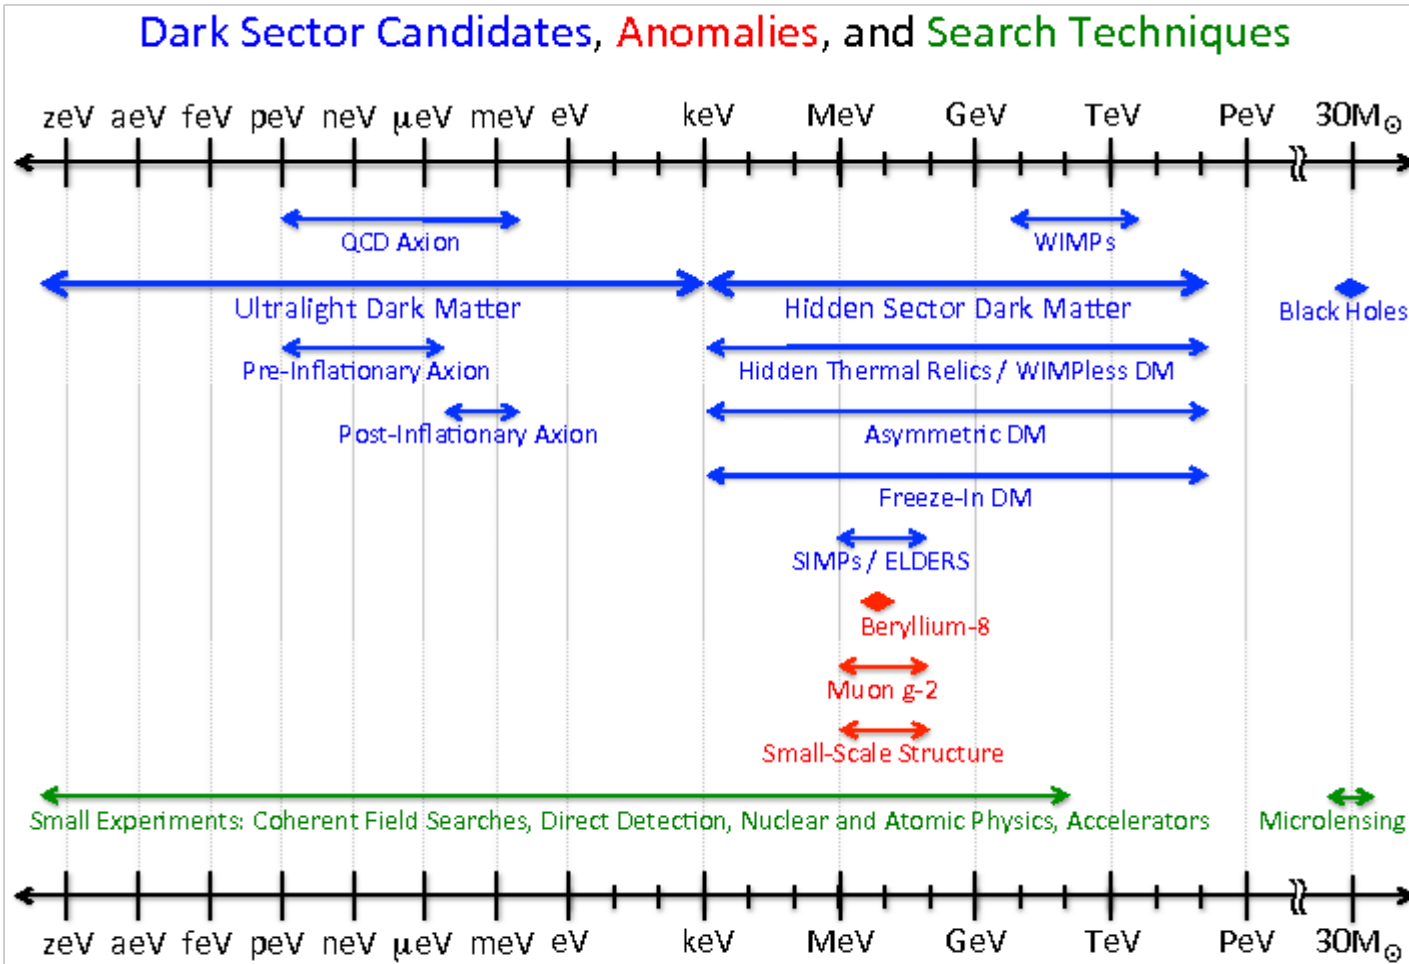 Dark Sector Candidates, Anomalies, and Search Techniques
zeV aeV feV peV neV μeV meV eV keV MeV GeV TeV PeV 30M⊙
QCD Axion WIMPs
Ultralight Dark Matter Hidden Sector Dark Matter Black Holes
Pre-Inflationary Axion Hidden Thermal Relics / WIMPless DM
Post-Inflationary Axion Asymmetric DM
Freeze-In DM
SIMPs / ELDERS
Beryllium-8
Muon g-2
Small-Scale Structure
Small Experiments: Coherent Field Searches, Direct Detection, Nuclear and Atomic Physics, Accelerators Microlensing
zeV aeV feV peV neV μeV meV eV keV MeV GeV TeV PeV 30M⊙